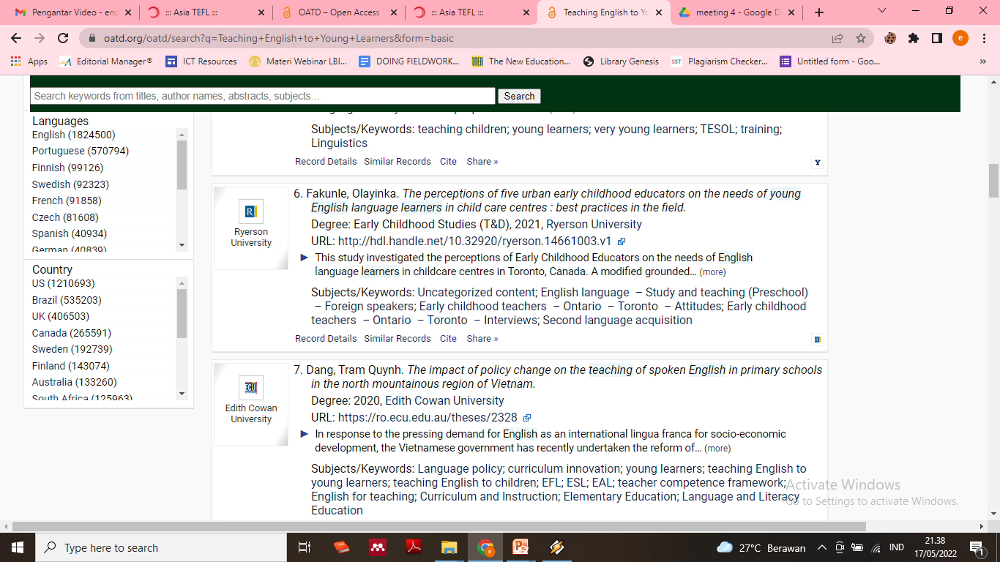 Pengantar Video - end
::: Asia TEFL :::
OATD – Open Access T
::: Asia TEFL :::
Teaching English to Yo
meeting 4 - Google D
oatd.org/oatd/search?q=Teaching+English+to+Young+Learners&form=basic
e
Apps
Editorial Manager®
ICT Resources
Materi Webinar LBI...
DOING FIELDWORK...
TNER
The New Education...
Library Genesis
SST
Plagiarism Checker...
Untitled form - Goo...
»
Search keywords from titles, author names, abstracts, subjects…
Search
Languages
English (1824500)
Portuguese (570794)
Finnish (99126)
Swedish (92323)
French (91858)
Czech (81608)
Spanish (40934)
German (40839)
Country
US (1210693)
Brazil (535203)
UK (406503)
Canada (265591)
Sweden (192739)
Finland (143074)
Australia (133260)
South Africa (125963)
Subjects/Keywords: teaching children; young learners; very young learners; TESOL; training;
Linguistics
Record Details Similar Records Cite Share »
Y
R
Ryerson
University
6. Fakunle, Olayinka. The perceptions of five urban early childhood educators on the needs of young
English language learners in child care centres : best practices in the field.
Degree: Early Childhood Studies (T&D), 2021, Ryerson University
URL: http://hdl.handle.net/10.32920/ryerson.14661003.v1
► This study investigated the perceptions of Early Childhood Educators on the needs of English
language learners in childcare centres in Toronto, Canada. A modified grounded… (more)
Subjects/Keywords: Uncategorized content; English language – Study and teaching (Preschool)
– Foreign speakers; Early childhood teachers – Ontario – Toronto – Attitudes; Early childhood
teachers – Ontario – Toronto – Interviews; Second language acquisition
Record Details Similar Records Cite Share »
R
ECU
Edith Cowan
University
7. Dang, Tram Quynh. The impact of policy change on the teaching of spoken English in primary schools
in the north mountainous region of Vietnam.
Degree: 2020, Edith Cowan University
URL: https://ro.ecu.edu.au/theses/2328
► In response to the pressing demand for English as an international lingua franca for socio-economic
development, the Vietnamese government has recently undertaken the reform of… (more)
Subjects/Keywords: Language policy; curriculum innovation; young learners; teaching English to
young learners; teaching English to children; EFL; ESL; EAL; teacher competence framework;
English for teaching; Curriculum and Instruction; Elementary Education; Language and Literacy
Education
Activate Windows
Go to Settings to activate Windows.
Type here to search
27°C Berawan
IND
21.38
17/05/2022
1